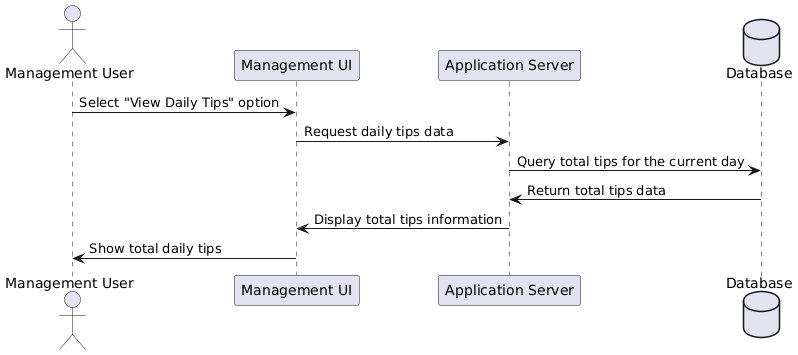 Management User
Management UI
Application Server
Database
Select "View Daily Tips" option
Request daily tips data
Query total tips for the current day
Return total tips data
Display total tips information
Show total daily tips
Management User
Management UI
Application Server
Database